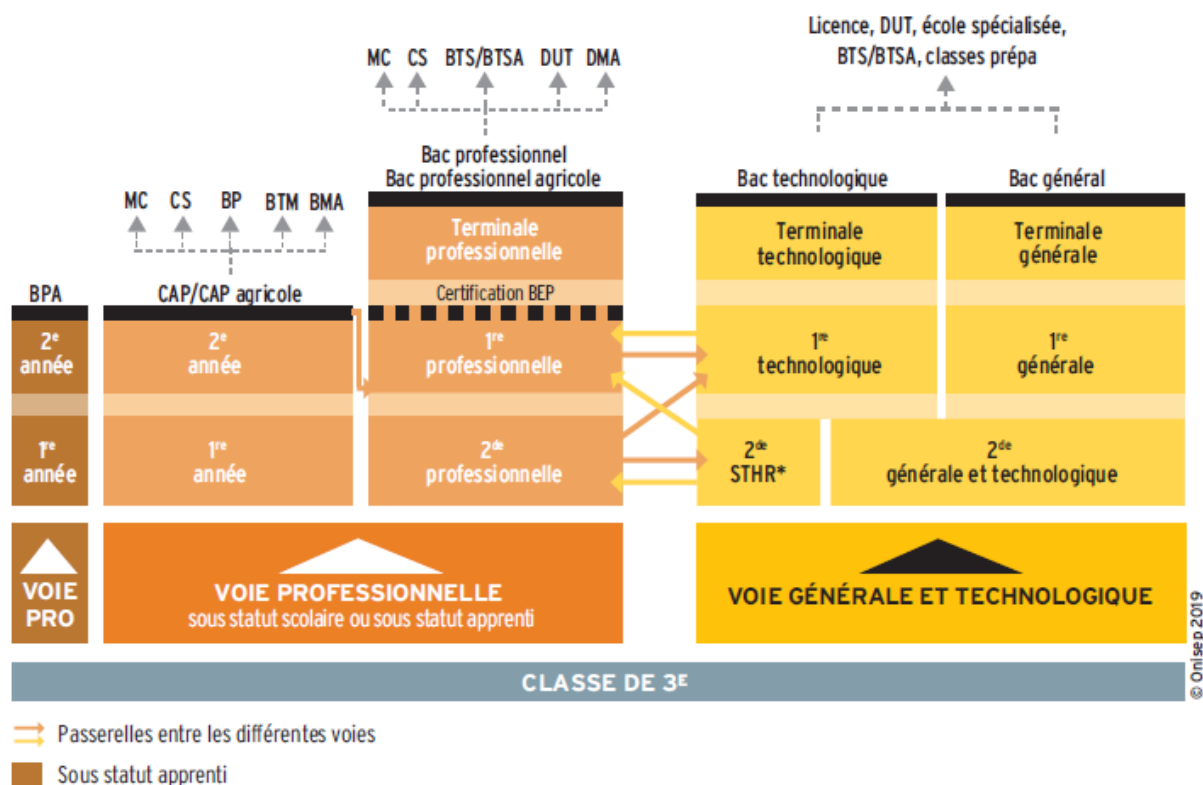 Licence, DUT, école spécialisée,
BTS/BTSA, classes prépa
MC CS BTS/BTSA DUT DMA
Bac professionnel
Bac professionnel agricole
Bac technologique
Bac général
MC CS BP BTM BMA
Terminale
professionnelle
Terminale
technologique
Terminale
générale
BPA
CAP/CAP agricole
Certification BEP
2e
année
2e
année
1re
professionnelle
1re
technologique
1re
générale
1re
année
1re
année
2de
professionnelle
2de
STHR*
2de
générale et technologique
VOIE
PRO
VOIE PROFESSIONNELLE
sous statut scolaire ou sous statut apprenti
VOIE GÉNÉRALE ET TECHNOLOGIQUE
CLASSE DE 3E
© Onisep 2019
Passerelles entre les différentes voies
Sous statut apprenti